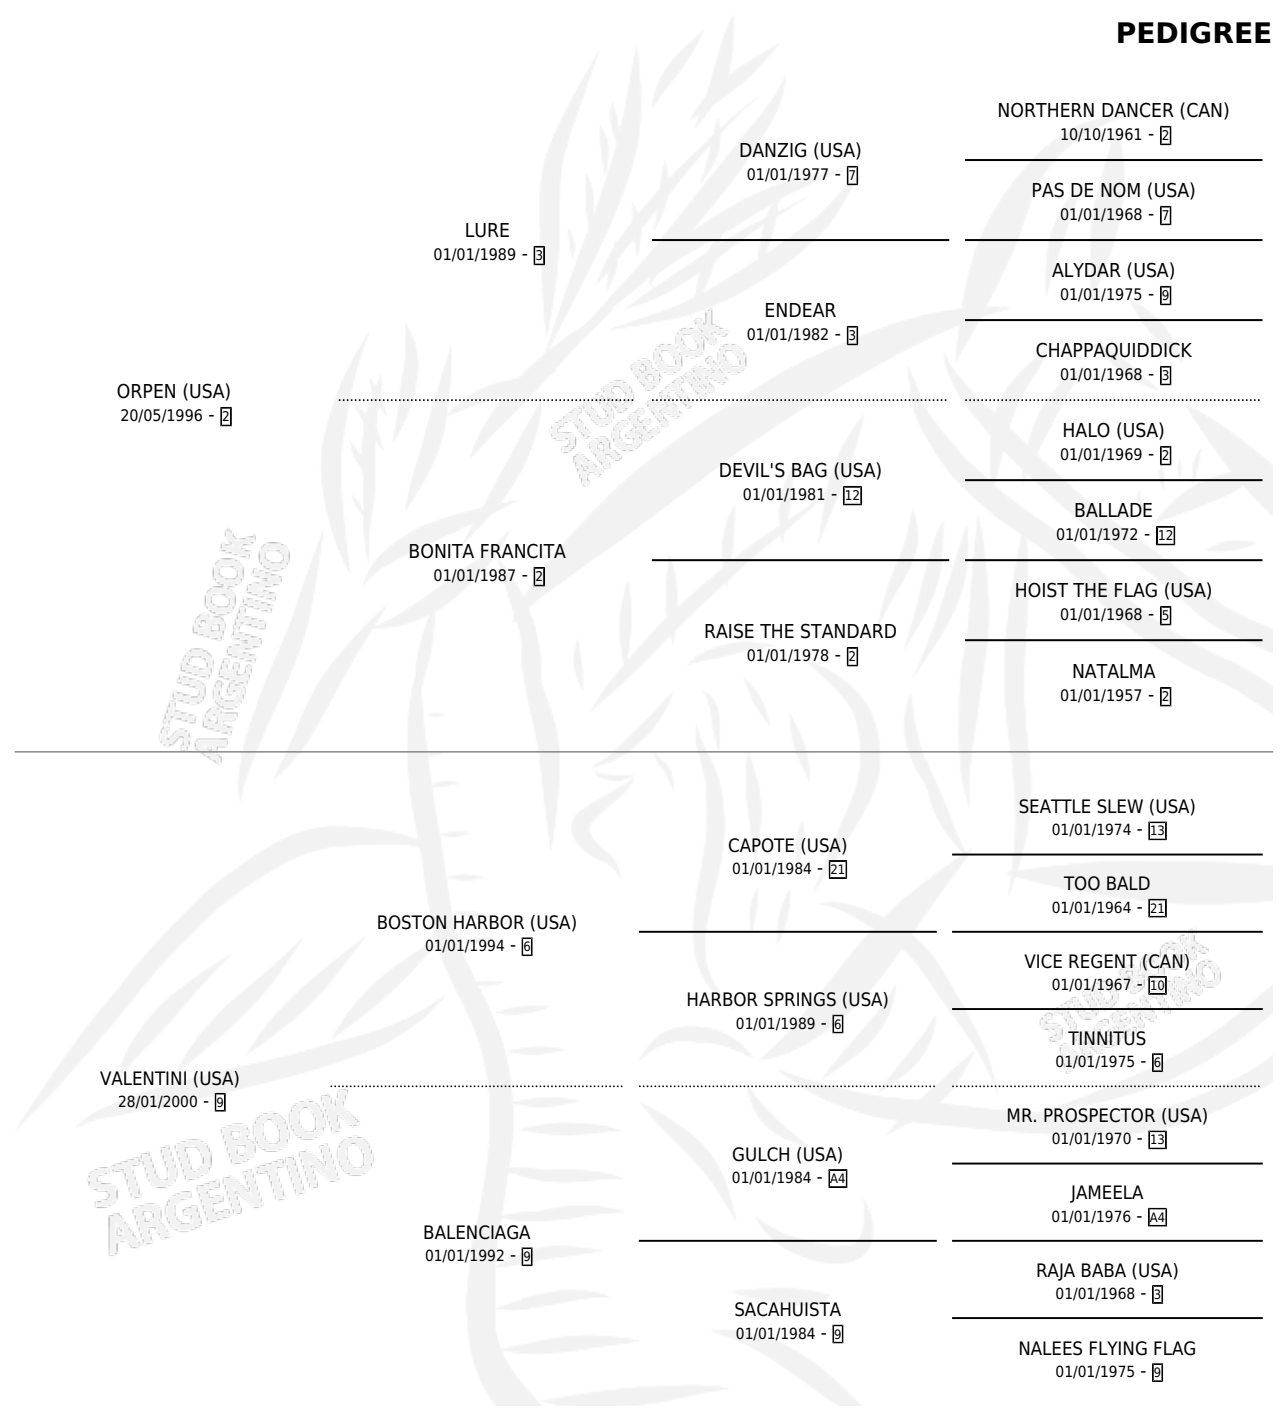 PEDIGREE
NORTHERN DANCER (CAN)
10/10/1961 - 2
DANZIG (USA)
01/01/1977 - 7
PAS DE NOM (USA)
01/01/1968 - 7
LURE
01/01/1989 - 3
ALYDAR (USA)
01/01/1975 - 9
ENDEAR
01/01/1982 - 3
CHAPPAQUIDDICK
01/01/1968 - 3
ORPEN (USA)
20/05/1996 - 2
HALO (USA)
01/01/1969 - 2
DEVIL'S BAG (USA)
01/01/1981 - 12
BALLADE
01/01/1972 - 12
BONITA FRANCITA
01/01/1987 - 2
HOIST THE FLAG (USA)
01/01/1968 - 5
RAISE THE STANDARD
01/01/1978 - 2
NATALMA
01/01/1957 - 2
SEATTLE SLEW (USA)
01/01/1974 - 13
CAPOTE (USA)
01/01/1984 - 21
TOO BALD
01/01/1964 - 21
BOSTON HARBOR (USA)
01/01/1994 - 6
VICE REGENT (CAN)
01/01/1967 - 10
HARBOR SPRINGS (USA)
01/01/1989 - 6
TINNITUS
01/01/1975 - 6
VALENTINI (USA)
28/01/2000 - 9
MR. PROSPECTOR (USA)
01/01/1970 - 13
GULCH (USA)
01/01/1984 - A4
JAMEELA
01/01/1976 - A4
BALENCIAGA
01/01/1992 - 9
RAJA BABA (USA)
01/01/1968 - 3
SACAHUISTA
01/01/1984 - 9
NALEES FLYING FLAG
01/01/1975 - 9
STUD BOOK
ARGENTINO
STUD BOOK
ARGENTINO
STUD BOOK
ARGENTINO
STUD BOOK
ARGENTINO